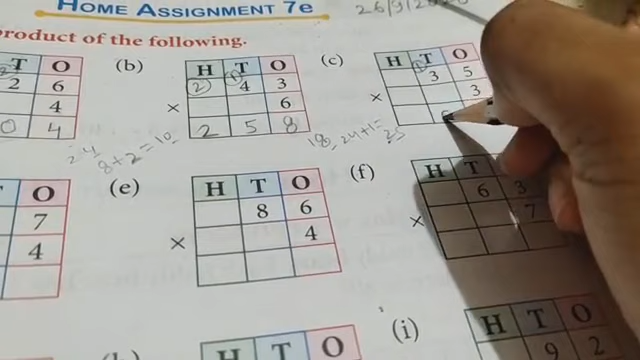 HOME ASSIGNMENT 7e
26/9/20
product of the following.
T O
2 6
4
0 4
(b)
H T O
2 1
4 3
× 6
2 5 8
(c)
H T O
1
3 5
× 3
24
8+2=10
18, 24+1=25
O
7
4
(e)
H T O
8 6
× 4
(f)
H T
6 3
× 7
H T O
(i)
H T O
9 2